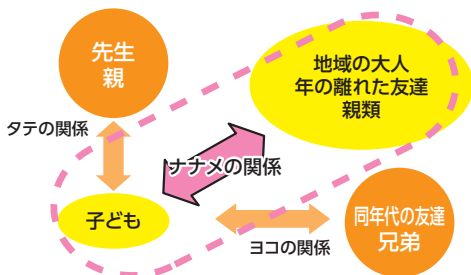 先生
親
地域の大人
年の離れた友達
親類
タテの関係
ナナメの関係
子ども
同年代の友達
兄弟
ヨコの関係